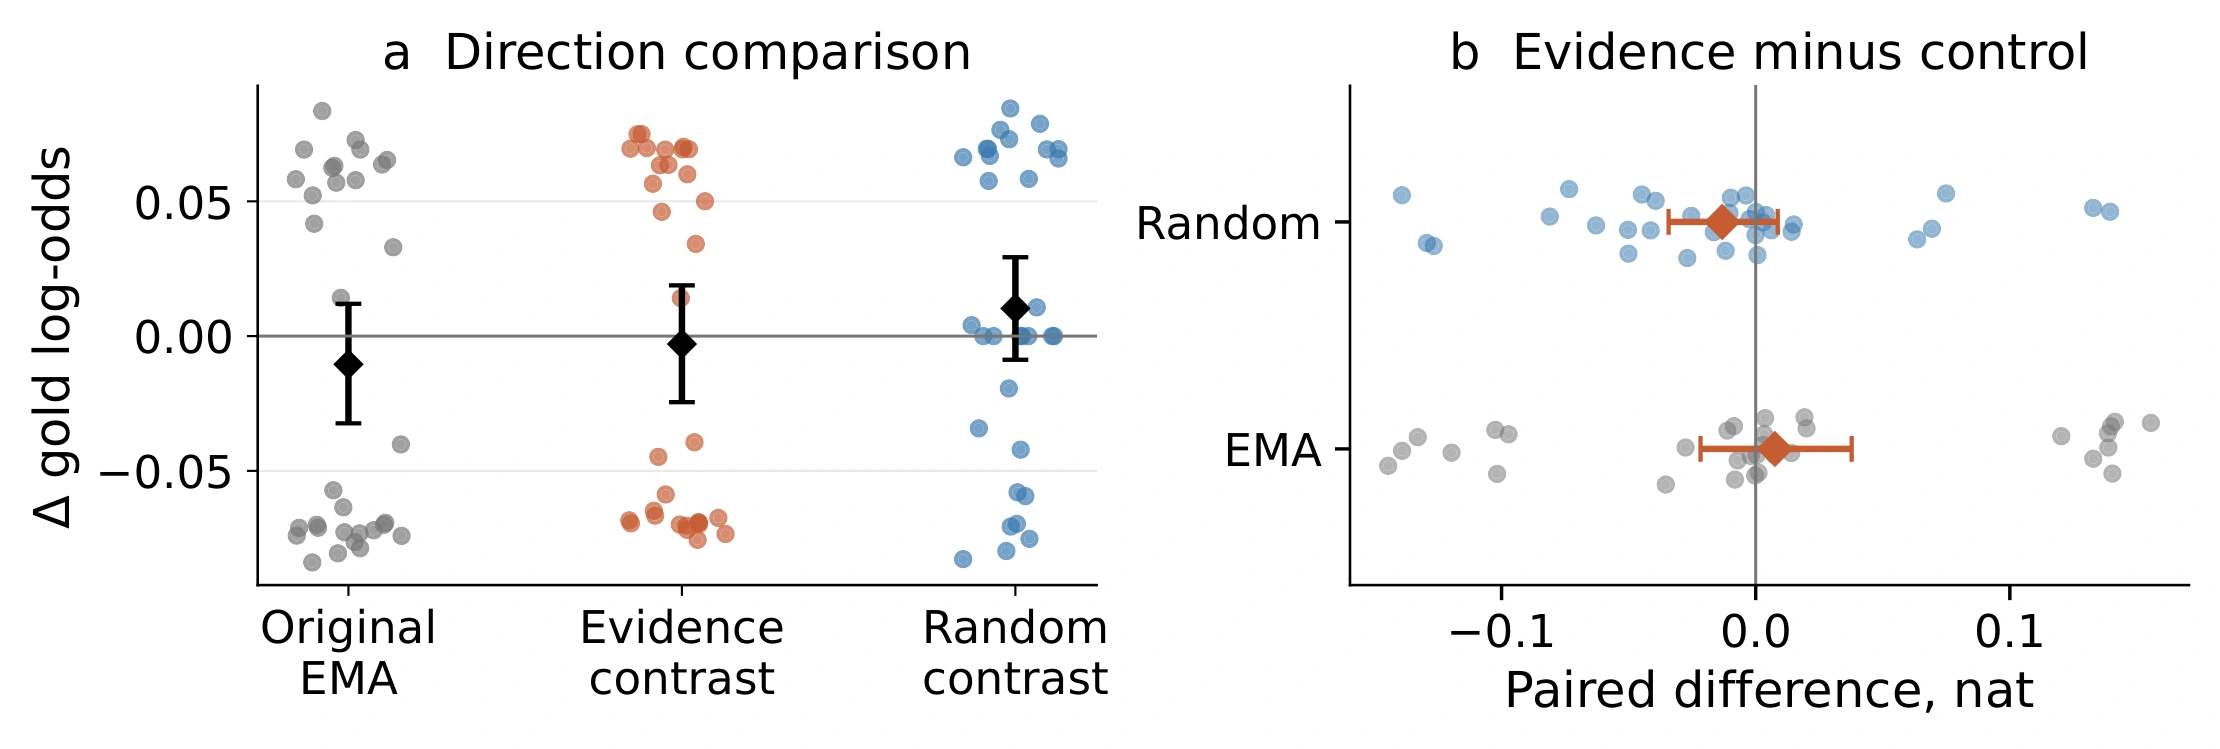 a Direction comparison
Δ gold log-odds
0.05
0.00
−0.05
Original
EMA
Evidence
contrast
Random
contrast
b Evidence minus control
Random
EMA
−0.1
0.0
0.1
Paired difference, nat